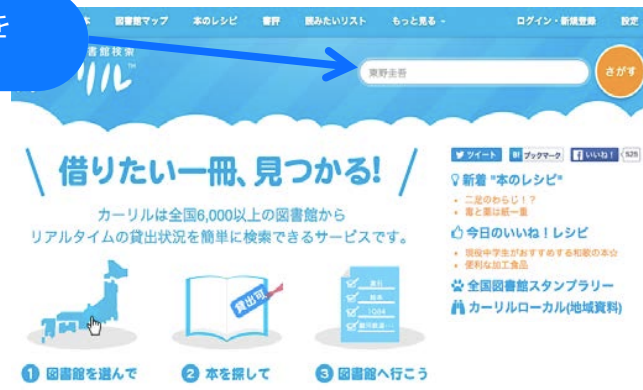 を
本 図書館マップ 本のレシピ 書評 読みたいリスト もっと見る
ログイン・新規登録 設定
書館検索
ーリル™
東野圭吾
さがす
借りたい一冊、見つかる!
カーリルは全国6,000以上の図書館から
リアルタイムの貸出状況を簡単に検索できるサービスです。
ツイート B! ブックマーク いいね! 525
新着 "本のレシピ"
二足のわらじ!?
毒と薬は紙一重
今日のいいね!レシピ
現役中学生がおすすめする和歌の本☆
便利な加工食品
全国図書館スタンプラリー
カーリルローカル(地域資料)
貸出可
1Q84
1 図書館を選んで
2 本を探して
3 図書館へ行こう